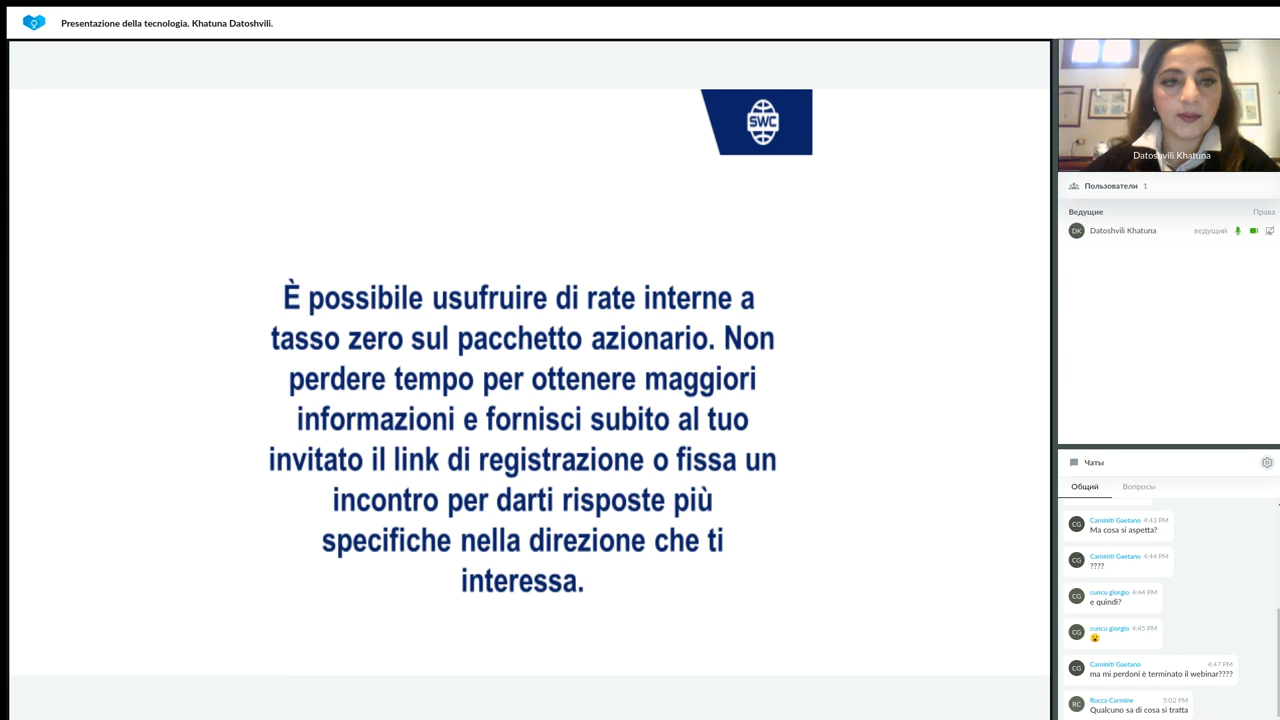 Presentazione della tecnologia. Khatuna Datoshvili.
SWC
È possibile usufruire di rate interne a
tasso zero sul pacchetto azionario. Non
perdere tempo per ottenere maggiori
informazioni e fornisci subito al tuo
invitato il link di registrazione o fissa un
incontro per darti risposte più
specifiche nella direzione che ti
interessa.
Datoshvili Khatuna
Пользователи 1
Ведущие Права
DK Datoshvili Khatuna ведущий
Чаты
Общий Вопросы
CG Caminiti Gaetano 4:43 PM
Ma cosa si aspetta?
CG Caminiti Gaetano 4:44 PM
????
CG cuncu giorgio 4:44 PM
e quindi?
CG cuncu giorgio 4:45 PM
😮
CG Caminiti Gaetano 4:47 PM
ma mi perdoni è terminato il webinar????
RC Rocca Carmine 5:02 PM
Qualcuno sa di cosa si tratta